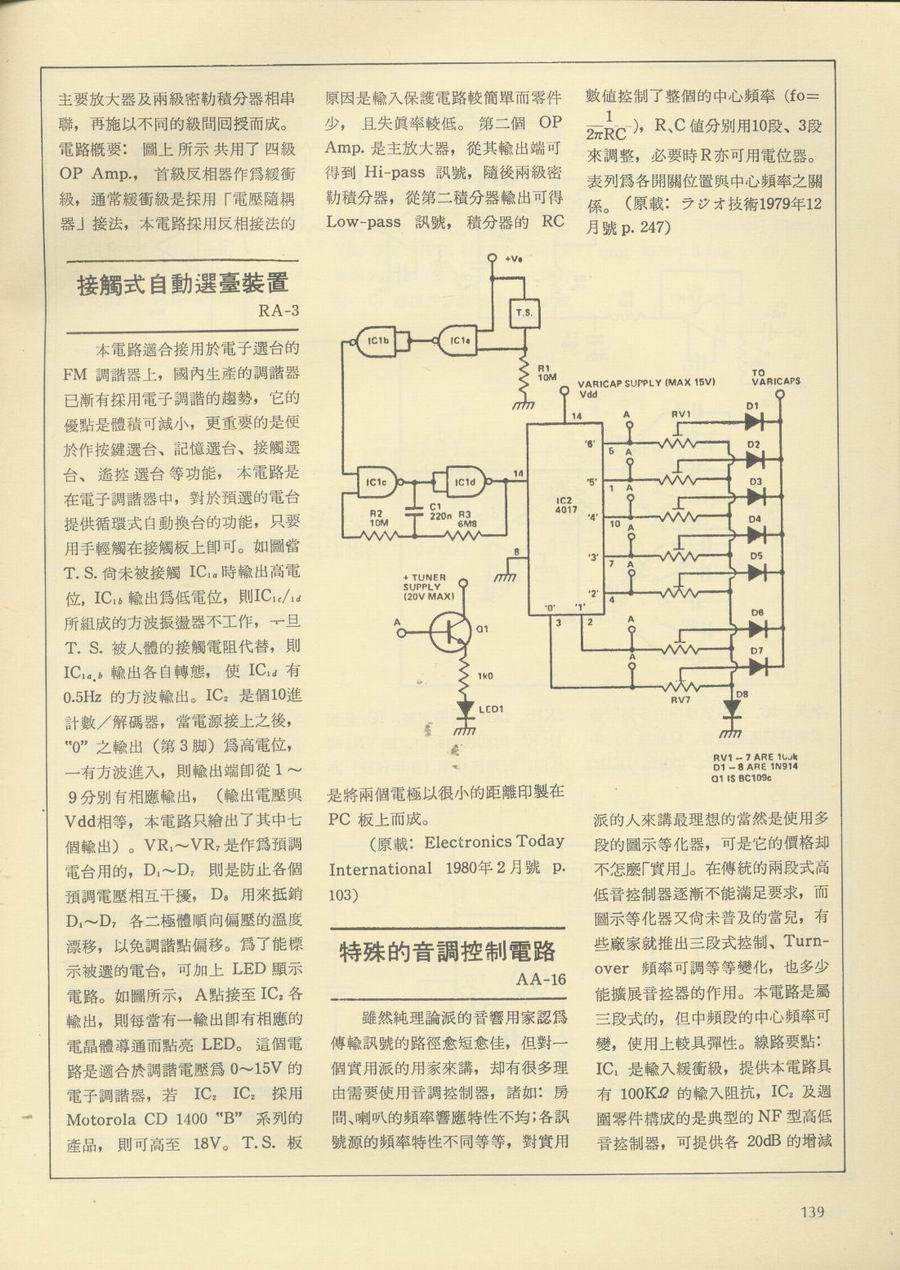 主要放大器及兩級密勒積分器相串
聯，再施以不同的級間回授而成。
電路概要：圖上所示共用了四級
OP Amp.，首級反相器作爲緩衝
級，通常緩衝級是採用「電壓隨耦
器」接法，本電路採用反相接法的
原因是輸入保護電路較簡單而零件
少，且失眞率較低。第二個 OP
Amp. 是主放大器，從其輸出端可
得到 Hi-pass 訊號，隨後兩級密
勒積分器，從第二積分器輸出可得
Low-pass 訊號，積分器的 RC
數値控制了整個的中心頻率（fo=
1
2πRC
），R、C 値分別用10段、3段
來調整，必要時 R 亦可用電位器。
表列爲各開關位置與中心頻率之關
係。（原載：ラジオ技術1979年12
月號 p. 247）
接觸式自動選臺裝置
RA-3
本電路適合接用於電子選台的
FM 調諧器上，國內生產的調諧器
已漸有採用電子調諧的趨勢，它的
優點是體積可減小，更重要的是便
於作按鍵選台、記憶選台、接觸選
台、遙控選台等功能，本電路是
在電子調諧器中，對於預選的電台
提供循環式自動換台的功能，只要
用手輕觸在接觸板上卽可。如圖當
T. S. 尙未被接觸 IC₁ₐ 時輸出高電
位，IC₁b 輸出爲低電位，則IC₁c/₁d
所組成的方波振盪器不工作，一旦
T. S. 被人體的接觸電阻代替，則
IC₁a,b 輸出各自轉態，使 IC₁d 有
0.5Hz 的方波輸出。IC₂ 是個10進
計數／解碼器，當電源接上之後，
"0" 之輸出（第 3 脚）爲高電位，
一有方波進入，則輸出端卽從 1 ～
9 分別有相應輸出，（輸出電壓與
Vdd相等，本電路只繪出了其中七
個輸出）。VR₁～VR₇ 是作爲預調
電台用的，D₁～D₇ 則是防止各個
預調電壓相互干擾，D₈ 用來抵銷
D₁～D₇ 各二極體順向偏壓的溫度
漂移，以免調諧點偏移。爲了能標
示被選的電台，可加上 LED 顯示
電路。如圖所示，A點接至 IC₂ 各
輸出，則每當有一輸出卽有相應的
電晶體導通而點亮 LED。這個電
路是適合於調諧電壓爲 0～15V 的
電子調諧器，若 IC₂ IC₂ 採用
Motorola CD 1400 "B" 系列的
產品，則可高至 18V。T. S. 板
+Ve
T.S.
IC1b
IC1a
R1
10M
VARICAP SUPPLY (MAX 15V)
Vdd
TO
VARICAPS
14
A
RV1
D1
'6'
5
A
D2
'5'
1
A
D3
IC1c
IC1d
14
IC2
4017
'4'
10
A
D4
R2
10M
C1
220n
R3
6M8
'3'
7
A
D5
8
'2'
4
+ TUNER
SUPPLY
(20V MAX)
'0'
'1'
3
2
A
D6
A
Q1
A
D7
1k0
RV7
D8
LED1
RV1 – 7 ARE 100k
D1 – 8 ARE 1N914
Q1 IS BC109c
是將兩個電極以很小的距離印製在
PC 板上而成。
（原載：Electronics Today
International 1980年 2 月號 p.
103）
特殊的音調控制電路
AA-16
雖然純理論派的音響用家認爲
傳輸訊號的路徑愈短愈佳，但對一
個實用派的用家來講，却有很多理
由需要使用音調控制器，諸如：房
間、喇叭的頻率響應特性不均；各訊
號源的頻率特性不同等等，對實用
派的人來講最理想的當然是使用多
段的圖示等化器，可是它的價格却
不怎麼「實用」。在傳統的兩段式高
低音控制器逐漸不能滿足要求，而
圖示等化器又尙未普及的當兒，有
些廠家就推出三段式控制、Turn-
over 頻率可調等等變化，也多少
能擴展音控器的作用。本電路是屬
三段式的，但中頻段的中心頻率可
變，使用上較具彈性。線路要點：
IC₁ 是輸入緩衝級，提供本電路具
有 100KΩ 的輸入阻抗，IC₂ 及週
圍零件構成的是典型的 NF 型高低
音控制器，可提供各 20dB 的增減
139